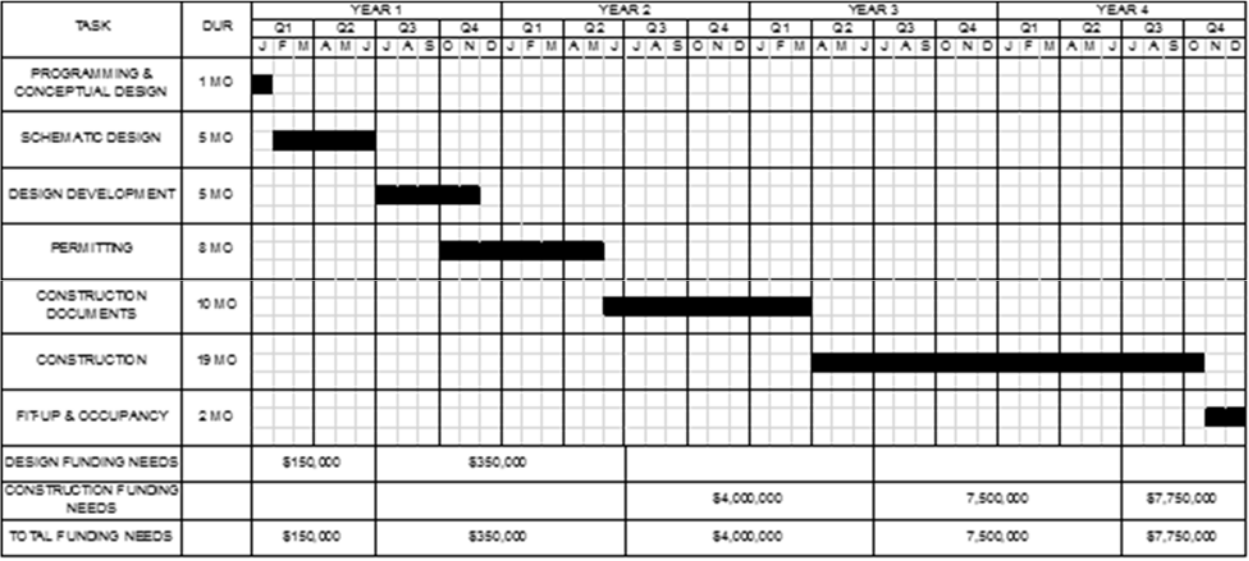 TASK DUR YEAR 1 YEAR 2 YEAR 3 YEAR 4
Q1 Q2 Q3 Q4 Q1 Q2 Q3 Q4 Q1 Q2 Q3 Q4 Q1 Q2 Q3 Q4
J F M A M J J A S O N D J F M A M J J A S O N D J F M A M J J A S O N D J F M A M J J A S O N D
PROGRAMMING &
CONCEPTUAL DESIGN
1 MO
SCHEMATIC DESIGN 5 MO
DESIGN DEVELOPMENT 5 MO
PERMITTING 8 MO
CONSTRUCTION
DOCUMENTS
10 MO
CONSTRUCTION 19 MO
FIT-UP & OCCUPANCY 2 MO
DESIGN FUNDING NEEDS $150,000 $350,000
CONSTRUCTION FUNDING
NEEDS
$4,000,000 7,500,000 $7,750,000
TOTAL FUNDING NEEDS $150,000 $350,000 $4,000,000 7,500,000 $7,750,000